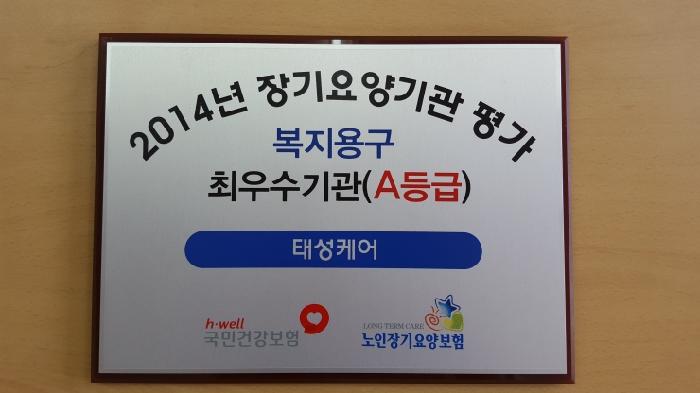 2014년 장기요양기관 평가
복지용구
최우수기관(A등급)
태성케어
h·well
국민건강보험
LONG TERM CARE
노인장기요양보험